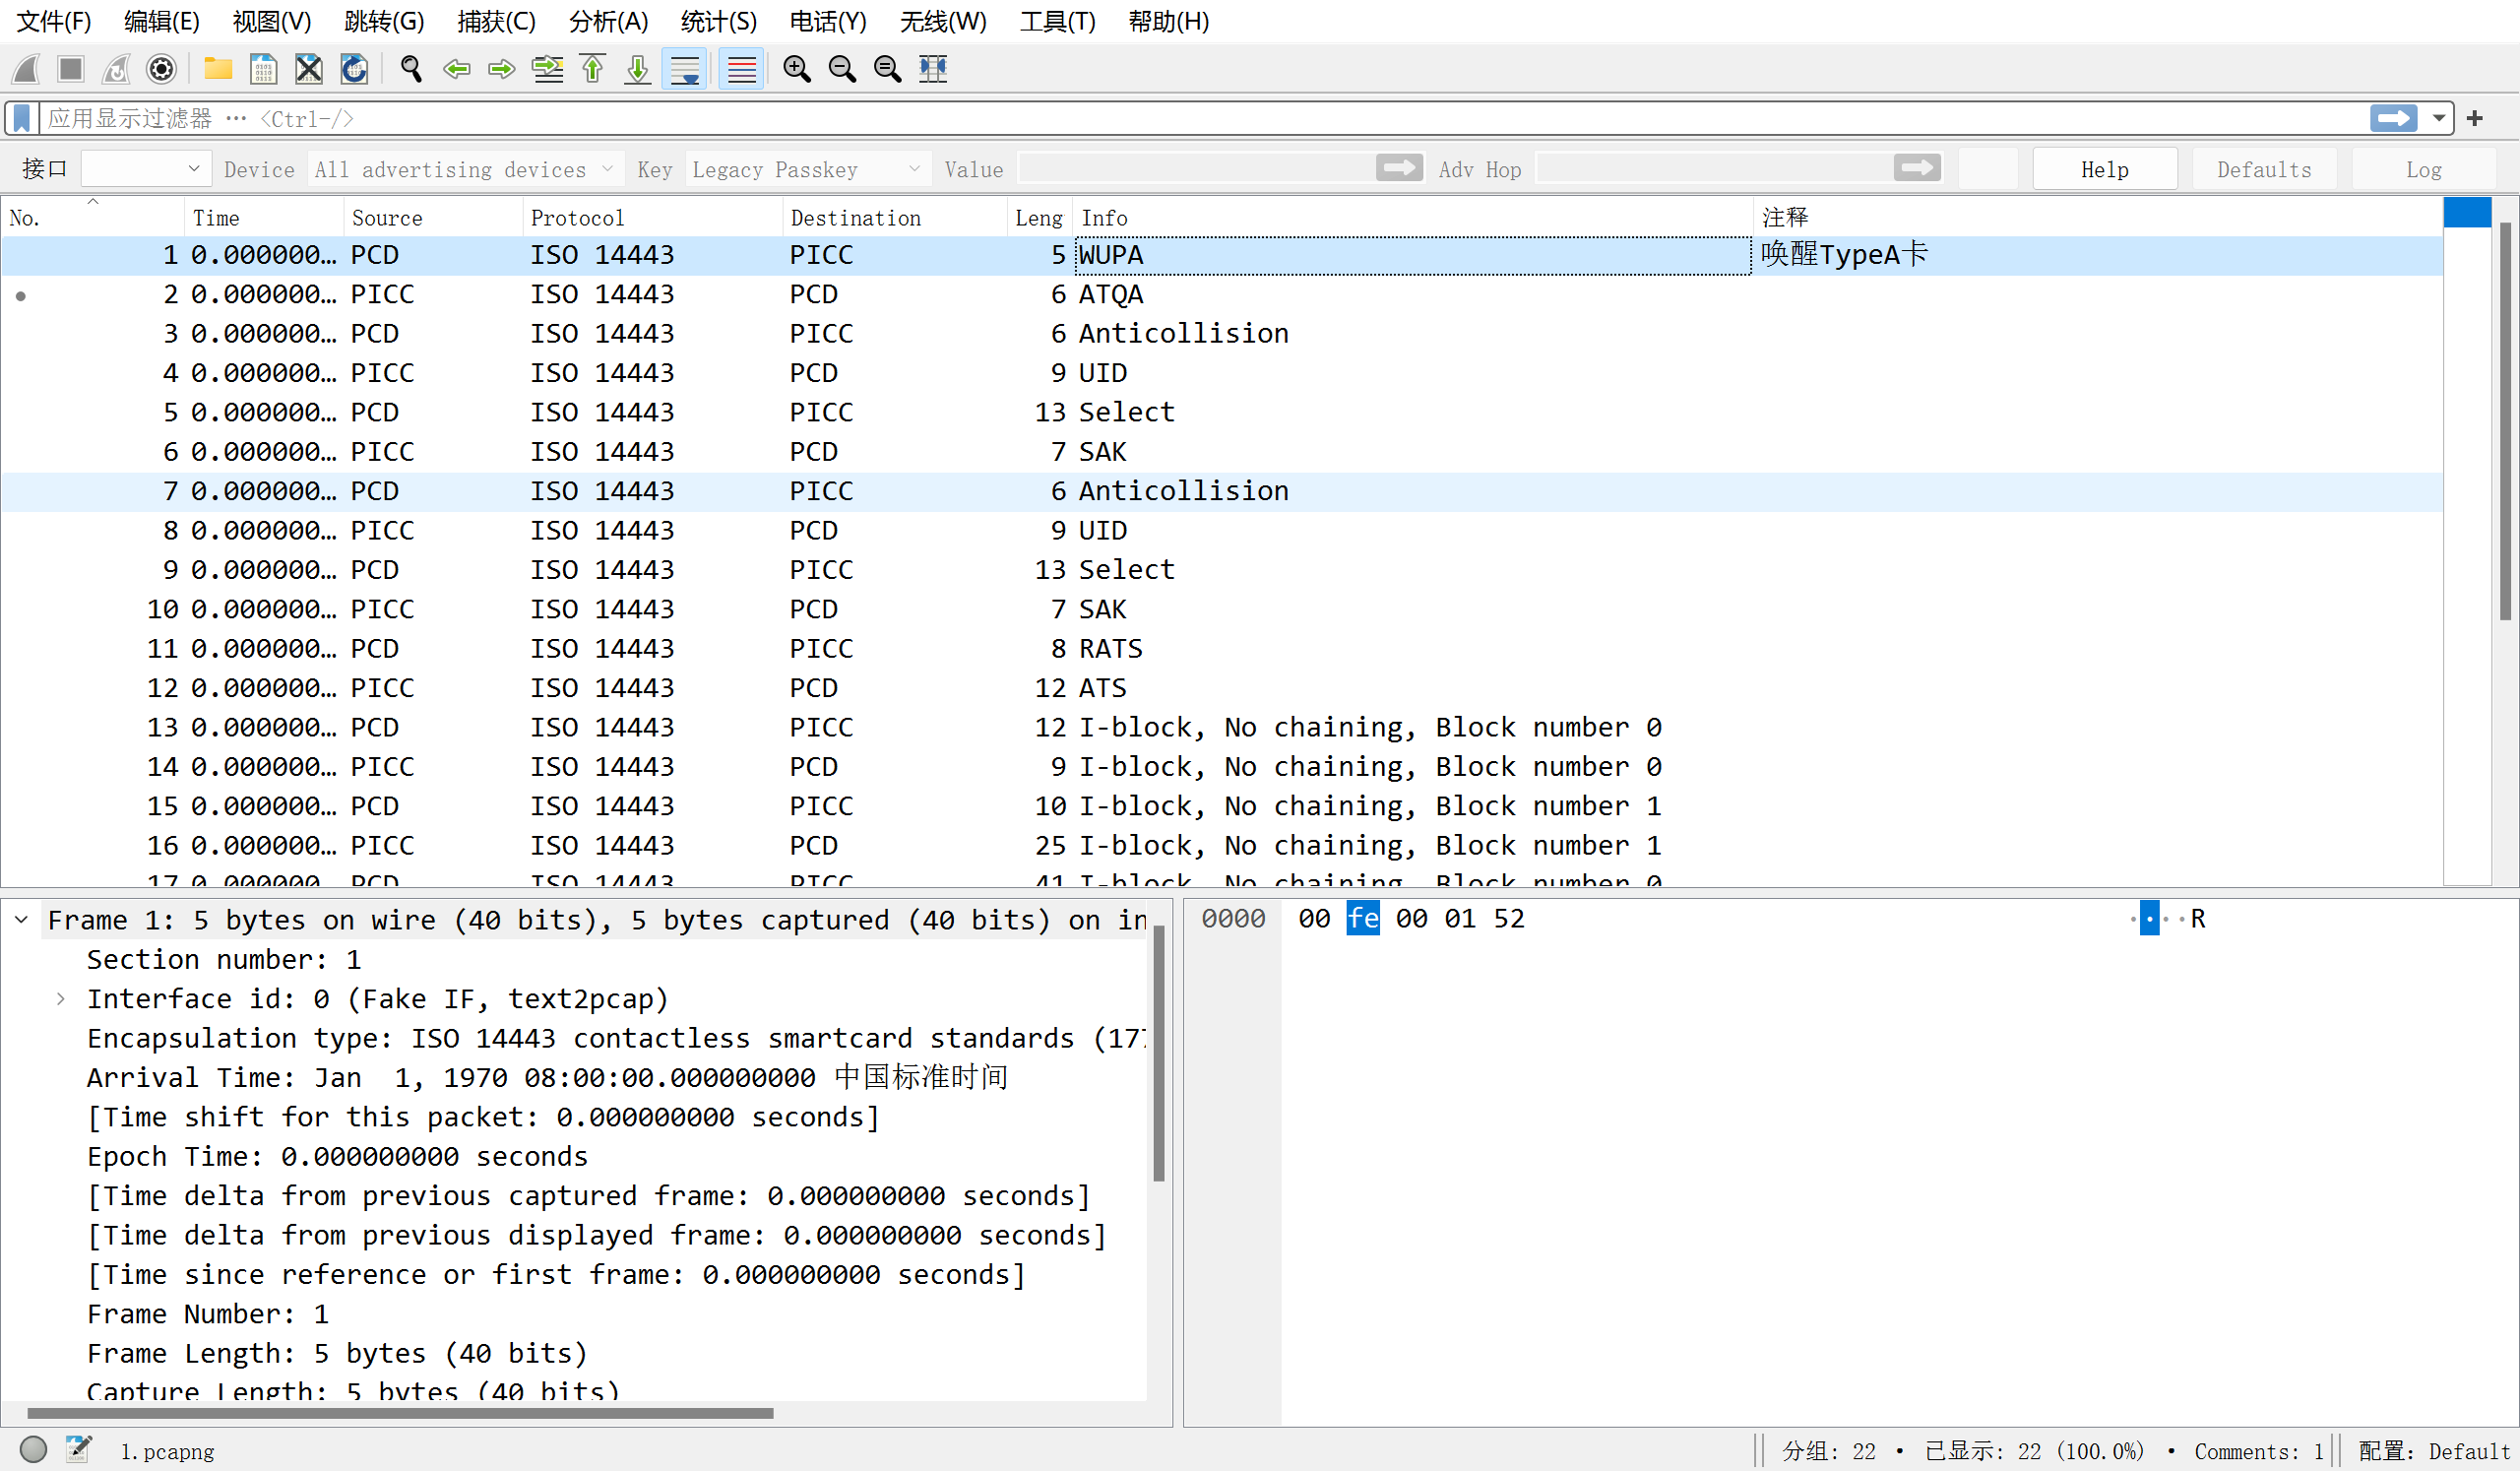 文件(F) 编辑(E) 视图(V) 跳转(G) 捕获(C) 分析(A) 统计(S) 电话(Y) 无线(W) 工具(T) 帮助(H)
应用显示过滤器 … <Ctrl-/>
接口 Device All advertising devices Key Legacy Passkey Value Adv Hop Help Defaults Log
No. Time Source Protocol Destination Leng Info 注释
1 0.000000… PCD ISO 14443 PICC 5 WUPA 唤醒TypeA卡
2 0.000000… PICC ISO 14443 PCD 6 ATQA
3 0.000000… PCD ISO 14443 PICC 6 Anticollision
4 0.000000… PICC ISO 14443 PCD 9 UID
5 0.000000… PCD ISO 14443 PICC 13 Select
6 0.000000… PICC ISO 14443 PCD 7 SAK
7 0.000000… PCD ISO 14443 PICC 6 Anticollision
8 0.000000… PICC ISO 14443 PCD 9 UID
9 0.000000… PCD ISO 14443 PICC 13 Select
10 0.000000… PICC ISO 14443 PCD 7 SAK
11 0.000000… PCD ISO 14443 PICC 8 RATS
12 0.000000… PICC ISO 14443 PCD 12 ATS
13 0.000000… PCD ISO 14443 PICC 12 I-block, No chaining, Block number 0
14 0.000000… PICC ISO 14443 PCD 9 I-block, No chaining, Block number 0
15 0.000000… PCD ISO 14443 PICC 10 I-block, No chaining, Block number 1
16 0.000000… PICC ISO 14443 PCD 25 I-block, No chaining, Block number 1
17 0.000000 PCD ISO 14443 PICC 41 I-block, No chaining, Block number 0
Frame 1: 5 bytes on wire (40 bits), 5 bytes captured (40 bits) on in
Section number: 1
Interface id: 0 (Fake IF, text2pcap)
Encapsulation type: ISO 14443 contactless smartcard standards (177
Arrival Time: Jan  1, 1970 08:00:00.000000000 中国标准时间
[Time shift for this packet: 0.000000000 seconds]
Epoch Time: 0.000000000 seconds
[Time delta from previous captured frame: 0.000000000 seconds]
[Time delta from previous displayed frame: 0.000000000 seconds]
[Time since reference or first frame: 0.000000000 seconds]
Frame Number: 1
Frame Length: 5 bytes (40 bits)
Capture Length: 5 bytes (40 bits)
0000 00 fe 00 01 52 ····R
1.pcapng 分组: 22 · 已显示: 22 (100.0%) · Comments: 1 配置: Default